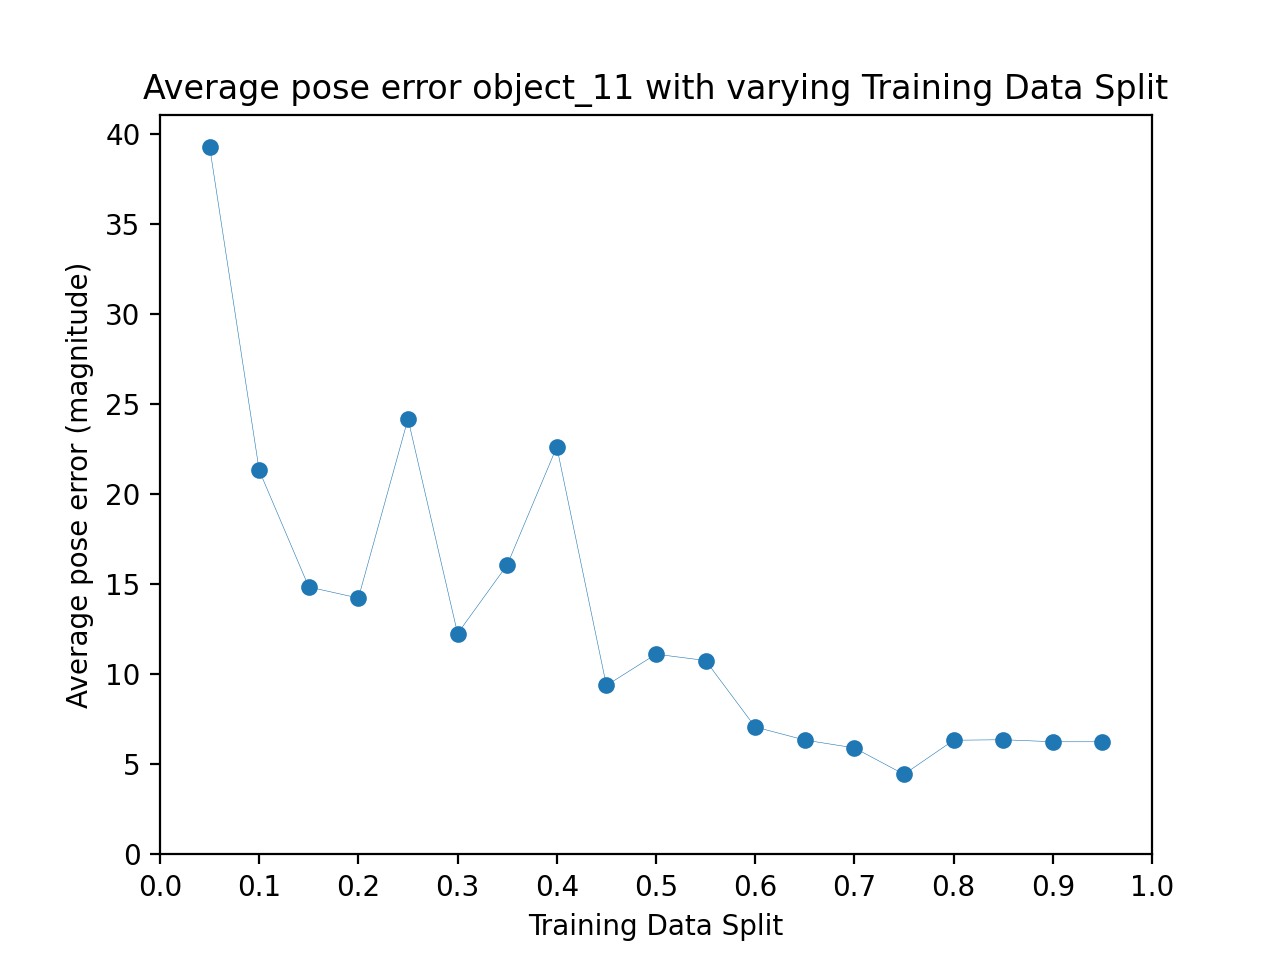 Average pose error object_11 with varying Training Data Split
Average pose error (magnitude)
40
35
30
25
20
15
10
5
0
0.0 0.1 0.2 0.3 0.4 0.5 0.6 0.7 0.8 0.9 1.0
Training Data Split